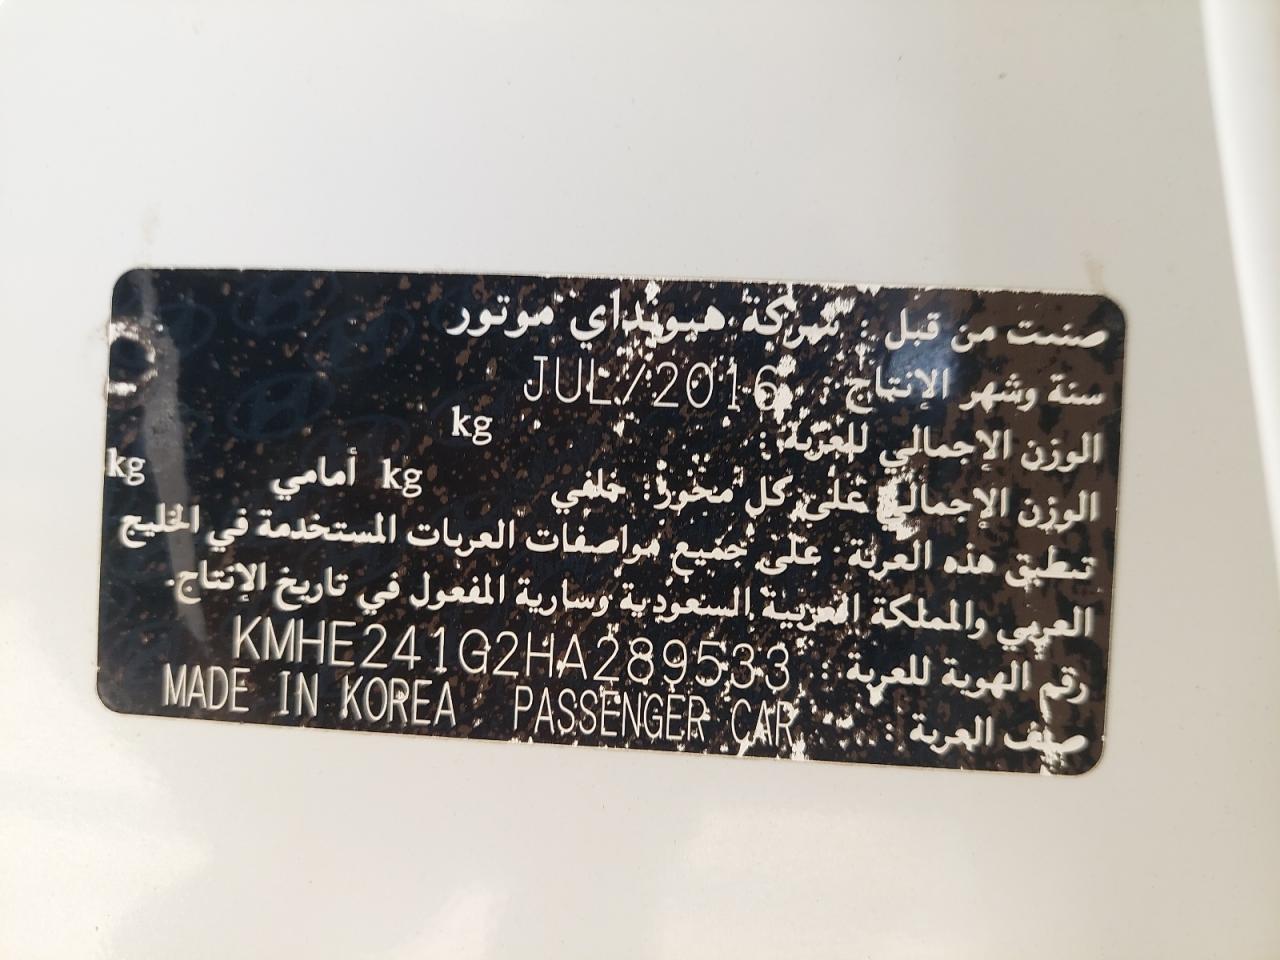 صنعت من قبل : شركة هيونداي موتور
سنة وشهر الإنتاج : JUL/2016
الوزن الإجمالي للعربة : kg
الوزن الإجمالي على كل محور: خلفي kg أمامي kg
تنطبق هذه العربة على جميع مواصفات العربات المستخدمة في الخليج
العربي والمملكة العربية السعودية وسارية المفعول في تاريخ الإنتاج.
رقم الهوية للعربة : KMHE241G2HA289533
صنف العربة : PASSENGER CAR MADE IN KOREA